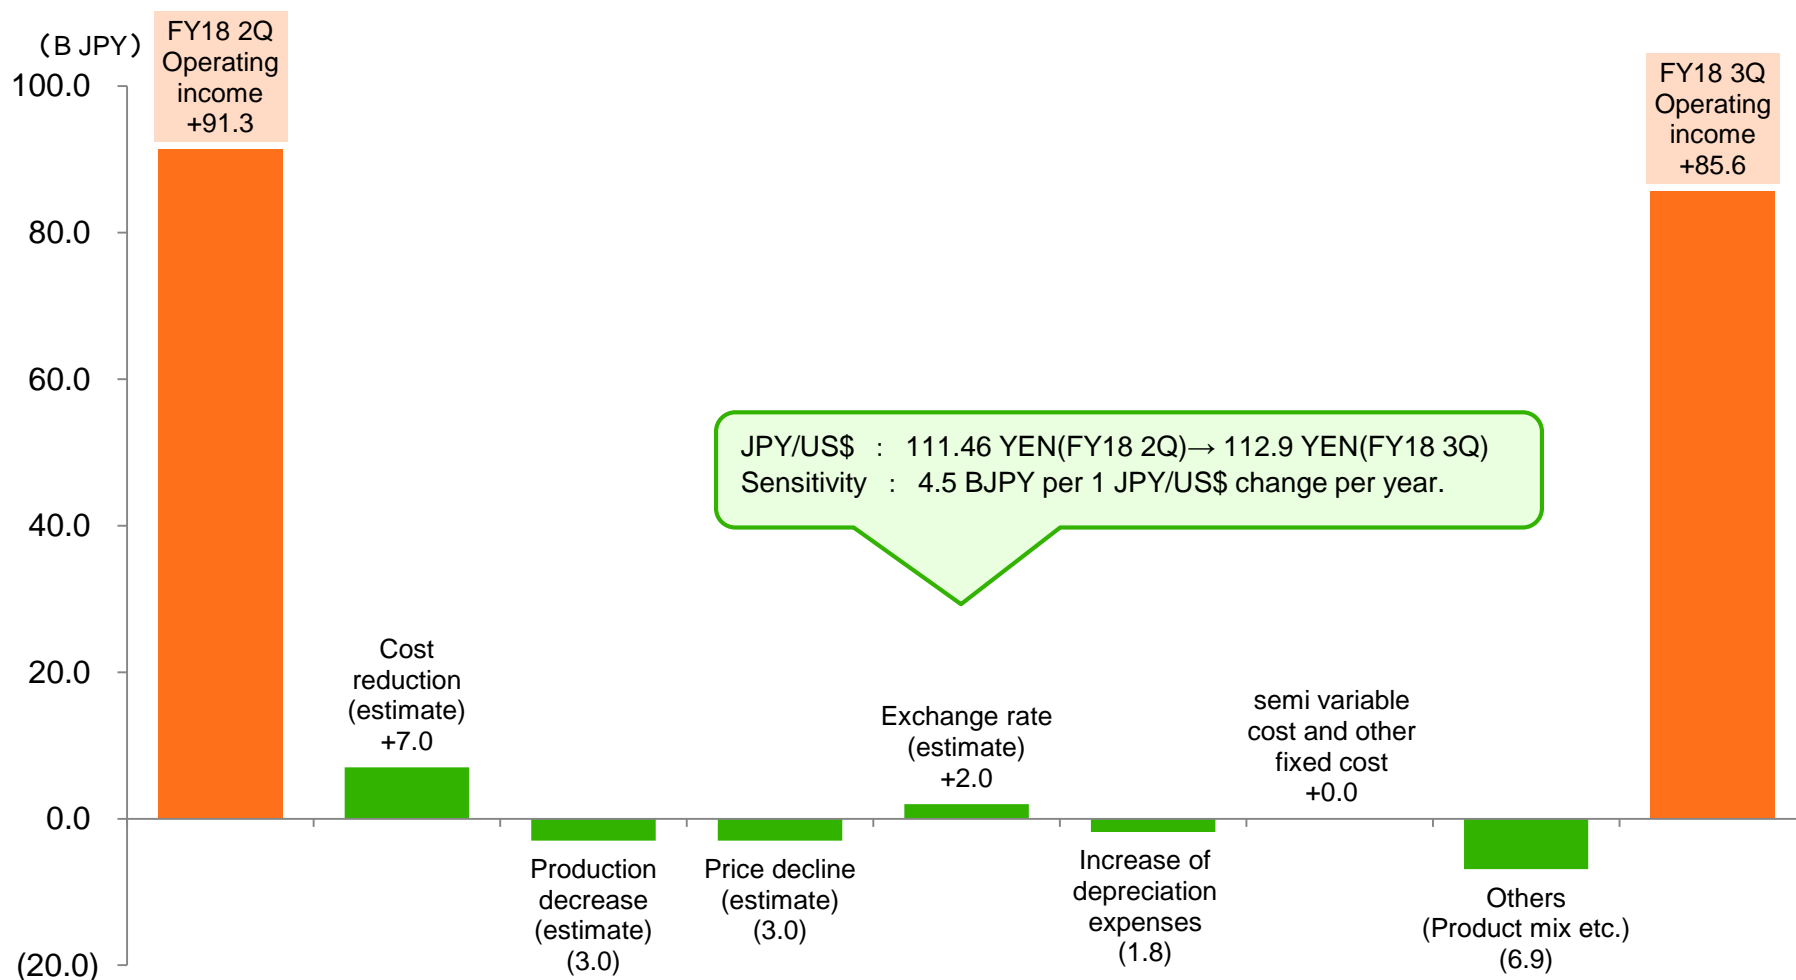 （B JPY）
100.0
80.0
60.0
40.0
20.0
0.0
(20.0)
FY18 2Q
Operating
income
+91.3
Cost
reduction
(estimate)
+7.0
Production
decrease
(estimate)
(3.0)
Price decline
(estimate)
(3.0)
JPY/US$ ： 111.46 YEN(FY18 2Q)→ 112.9 YEN(FY18 3Q)
Sensitivity ： 4.5 BJPY per 1 JPY/US$ change per year.
Exchange rate
(estimate)
+2.0
Increase of
depreciation
expenses
(1.8)
semi variable
cost and other
fixed cost
+0.0
Others
(Product mix etc.)
(6.9)
FY18 3Q
Operating
income
+85.6